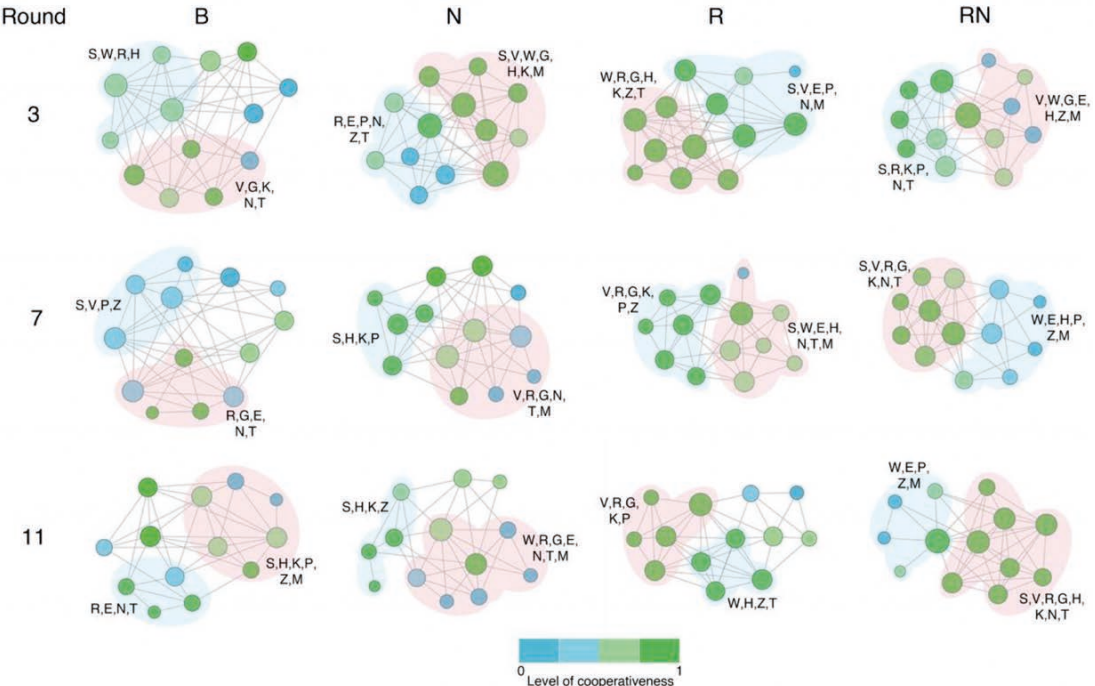 Round B N R RN
3
S,W,R,H
V,G,K,
N,T
S,V,W,G,
H,K,M
R,E,P,N,
Z,T
W,R,G,H,
K,Z,T
S,V,E,P,
N,M
V,W,G,E,
H,Z,M
S,R,K,P,
N,T
7
S,V,P,Z
R,G,E,
N,T
S,H,K,P
V,R,G,N,
T,M
V,R,G,K,
P,Z
S,W,E,H,
N,T,M
S,V,R,G,
K,N,T
W,E,H,P,
Z,M
11
S,H,K,P,
Z,M
R,E,N,T
S,H,K,Z
W,R,G,E,
N,T,M
V,R,G,
K,P
W,H,Z,T
W,E,P,
Z,M
S,V,R,G,H,
K,N,T
0 1
Level of cooperativeness